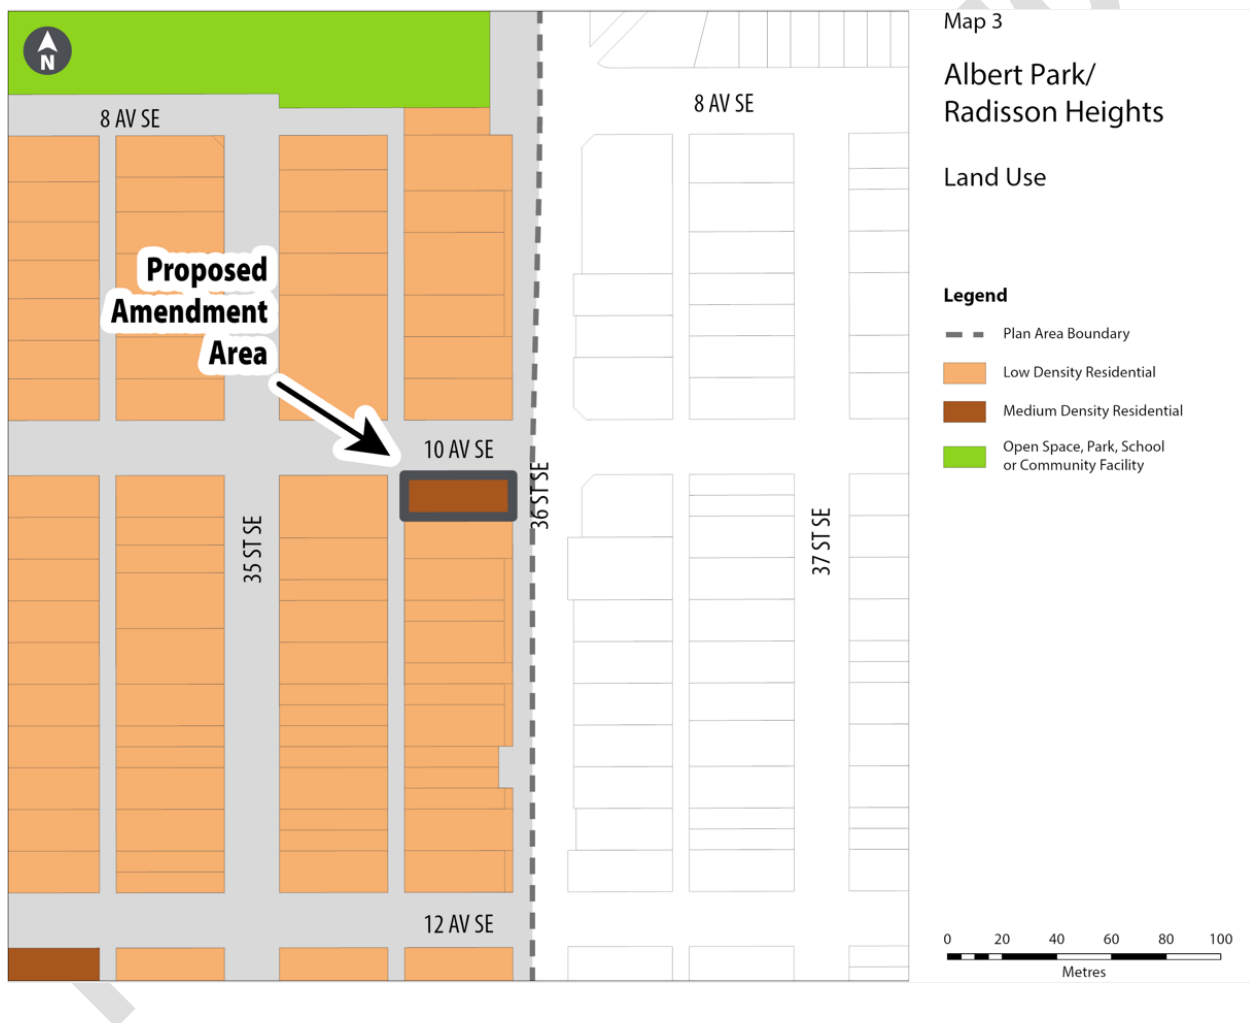 Map 3
Albert Park/
Radisson Heights
Land Use
N
8 AV SE
8 AV SE
Proposed
Amendment
Area
10 AV SE
36 ST SE
35 ST SE
37 ST SE
12 AV SE
Legend
Plan Area Boundary
Low Density Residential
Medium Density Residential
Open Space, Park, School
or Community Facility
0 20 40 60 80 100
Metres